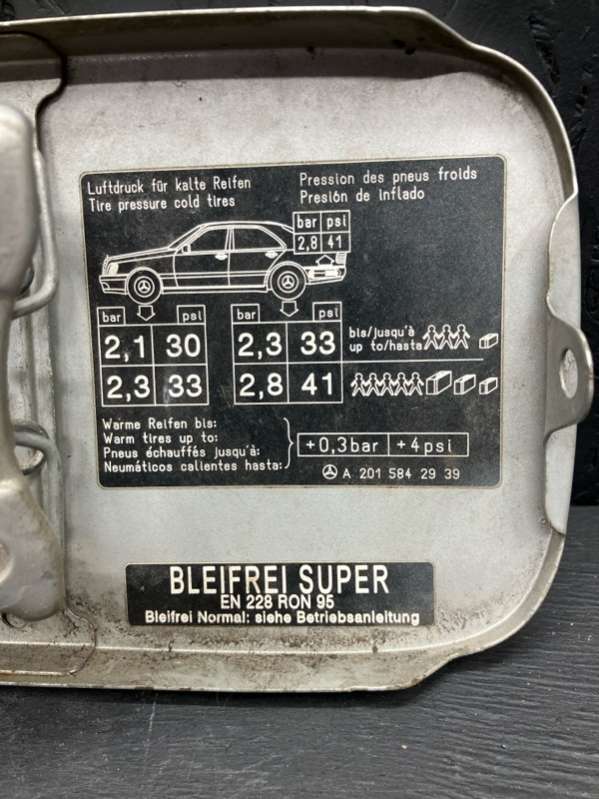 Luftdruck für kalte Reifen
Tire pressure cold tires
Pression des pneus froids
Presión de inflado
bar psi
2,8 41
bar psi
2,1 30
2,3 33
bar psi
2,3 33
2,8 41
bis/jusqu'à
up to/hasta
Warme Reifen bis:
Warm tires up to:
Pneus échauffés jusqu'à:
Neumáticos calientes hasta:
+0,3bar +4psi
A 201 584 29 39
BLEIFREI SUPER
EN 228 RON 95
Bleifrei Normal: siehe Betriebsanleitung